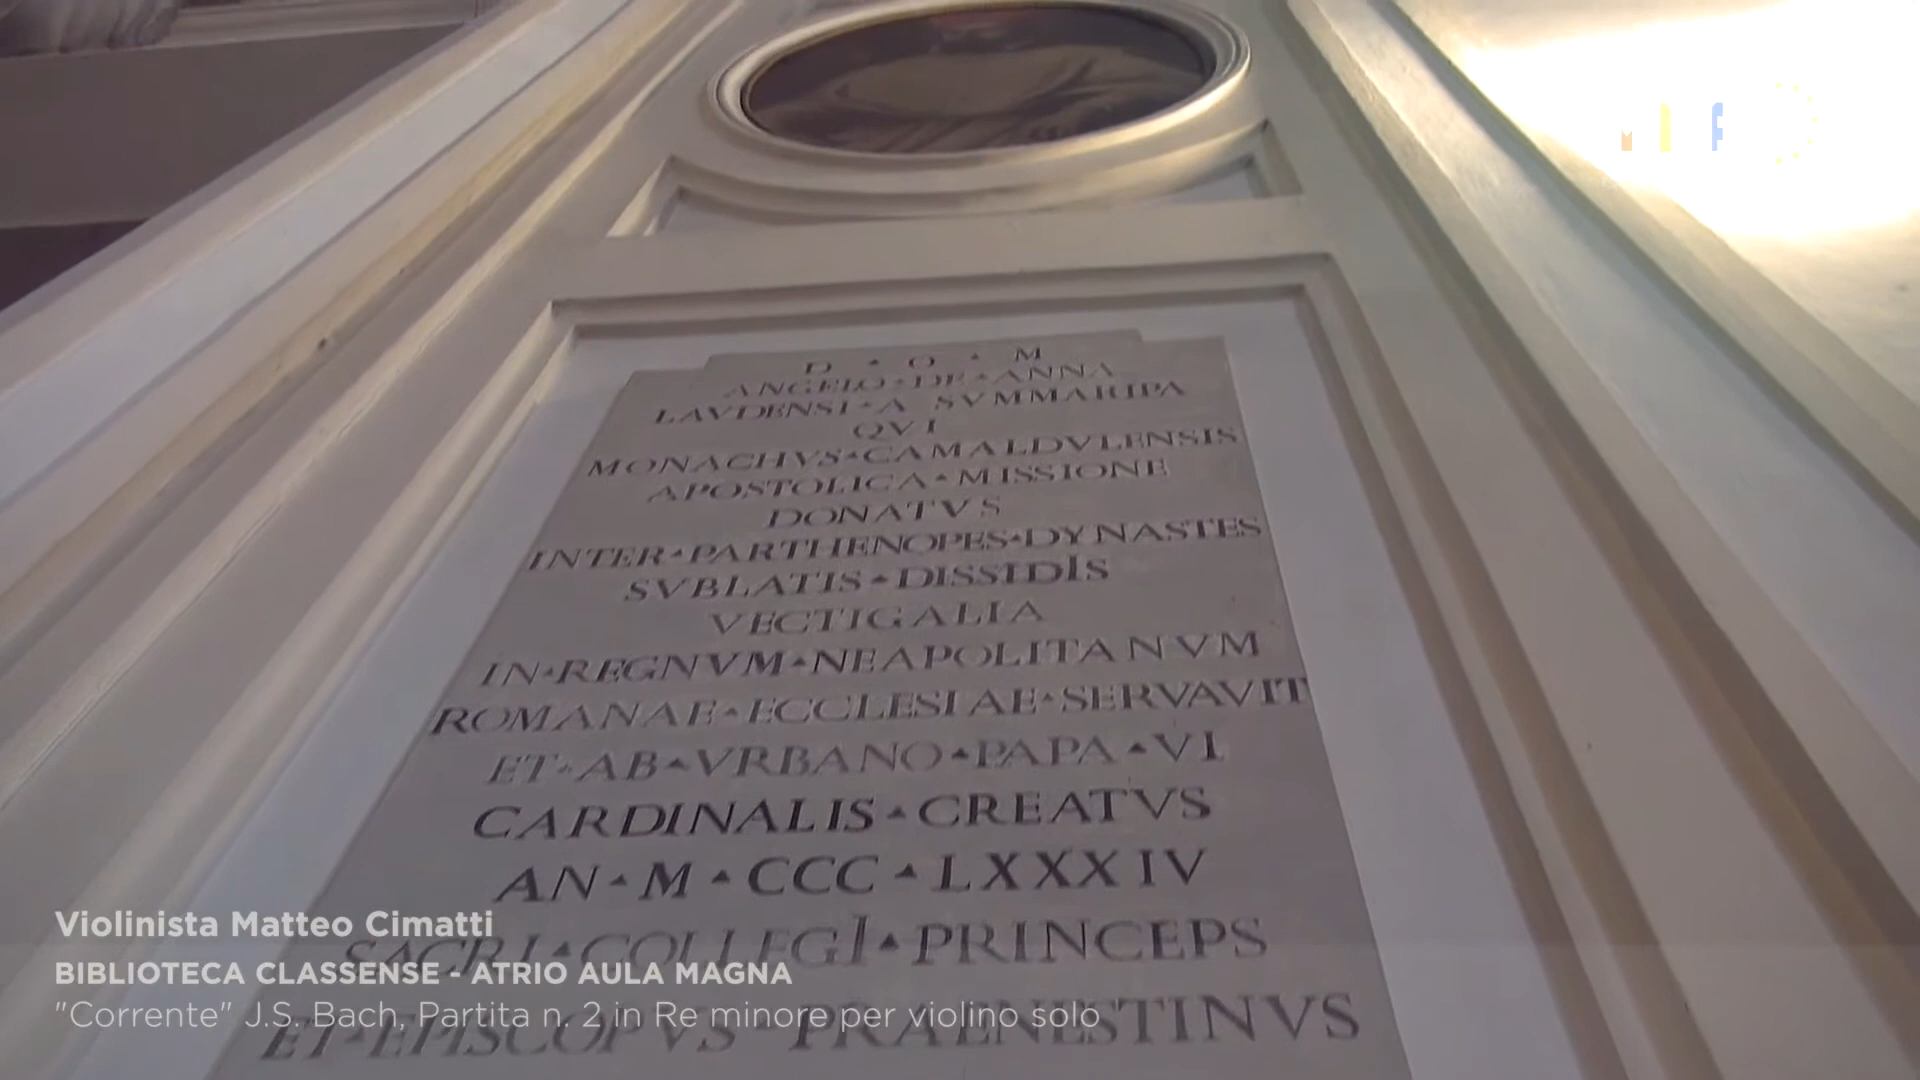 D ▴ O ▴ M
ANGELO ▴ DE ▴ ANNA
LAVDENSI ▴ A SVMMARIPA
QVI
MONACHVS ▴ CAMALDVLENSIS
APOSTOLICA ▴ MISSIONE
DONATVS
INTER ▴ PARTHENOPES ▴ DYNASTES
SVBLATIS ▴ DISSIDIS
VECTIGALIA
IN ▴ REGNVM ▴ NEAPOLITANVM
ROMANAE ▴ ECCLESIAE ▴ SERVAVIT
ET ▴ AB ▴ VRBANO ▴ PAPA ▴ VI
CARDINALIS ▴ CREATVS
AN ▴ M ▴ CCC ▴ LXXXIV
SACRI ▴ COLLEGI ▴ PRINCEPS
ET ▴ EPISCOPVS ▴ PRAENESTINVS
Violinista Matteo Cimatti
BIBLIOTECA CLASSENSE - ATRIO AULA MAGNA
"Corrente" J.S. Bach, Partita n. 2 in Re minore per violino solo